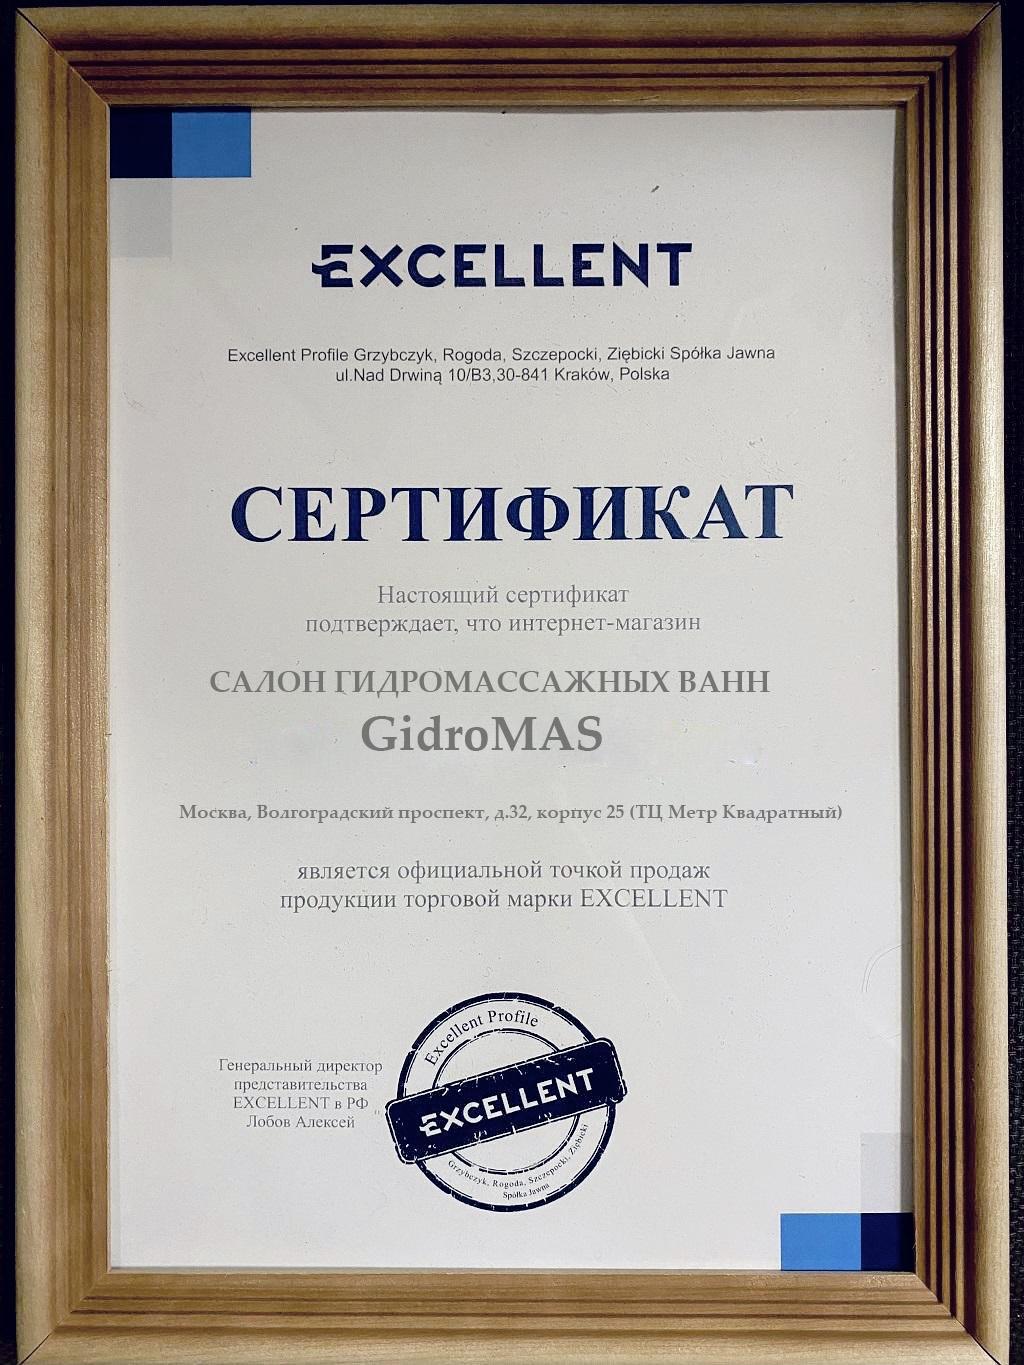 EXCELLENT
Excellent Profile Grzybczyk, Rogoda, Szczepocki, Ziębicki Spółka Jawna
ul.Nad Drwiną 10/B3,30-841 Kraków, Polska
СЕРТИФИКАТ
Настоящий сертификат
подтверждает, что интернет-магазин
САЛОН ГИДРОМАССАЖНЫХ ВАНН
GidroMAS
Москва, Волгоградский проспект, д.32, корпус 25 (ТЦ Метр Квадратный)
является официальной точкой продаж
продукции торговой марки EXCELLENT
Генеральный директор
представительства
EXCELLENT в РФ
Лобов Алексей
Excellent Profile
EXCELLENT
Grzybczyk, Rogoda, Szczepocki, Ziębicki
Spółka Jawna